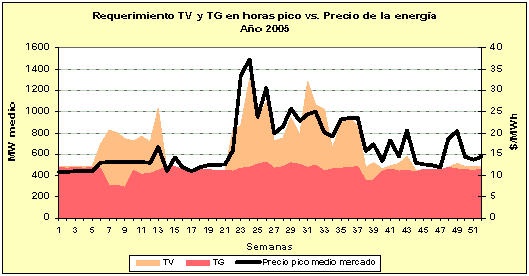 Requerimiento TV y TG en horas pico vs. Precio de la energía
Año 2005
MW medio
1600
1400
1200
1000
800
600
400
200
0
40
35
30
25
20
15
10
5
0
$/MWh
1 3 5 7 9 11 13 15 17 19 21 23 25 27 29 31 33 35 37 39 41 43 45 47 49 51
Semanas
TV TG Precio pico medio mercado